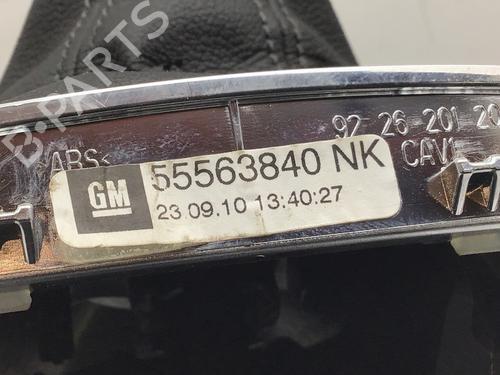 B-PARTS
ABS<
92 26 201 20
CAV
GM
55563840 NK
23.09.10 13:40:27